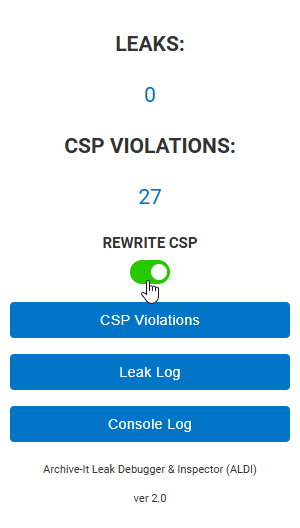 LEAKS:
0
CSP VIOLATIONS:
27
REWRITE CSP
CSP Violations
Leak Log
Console Log
Archive-It Leak Debugger & Inspector (ALDI)
ver 2.0